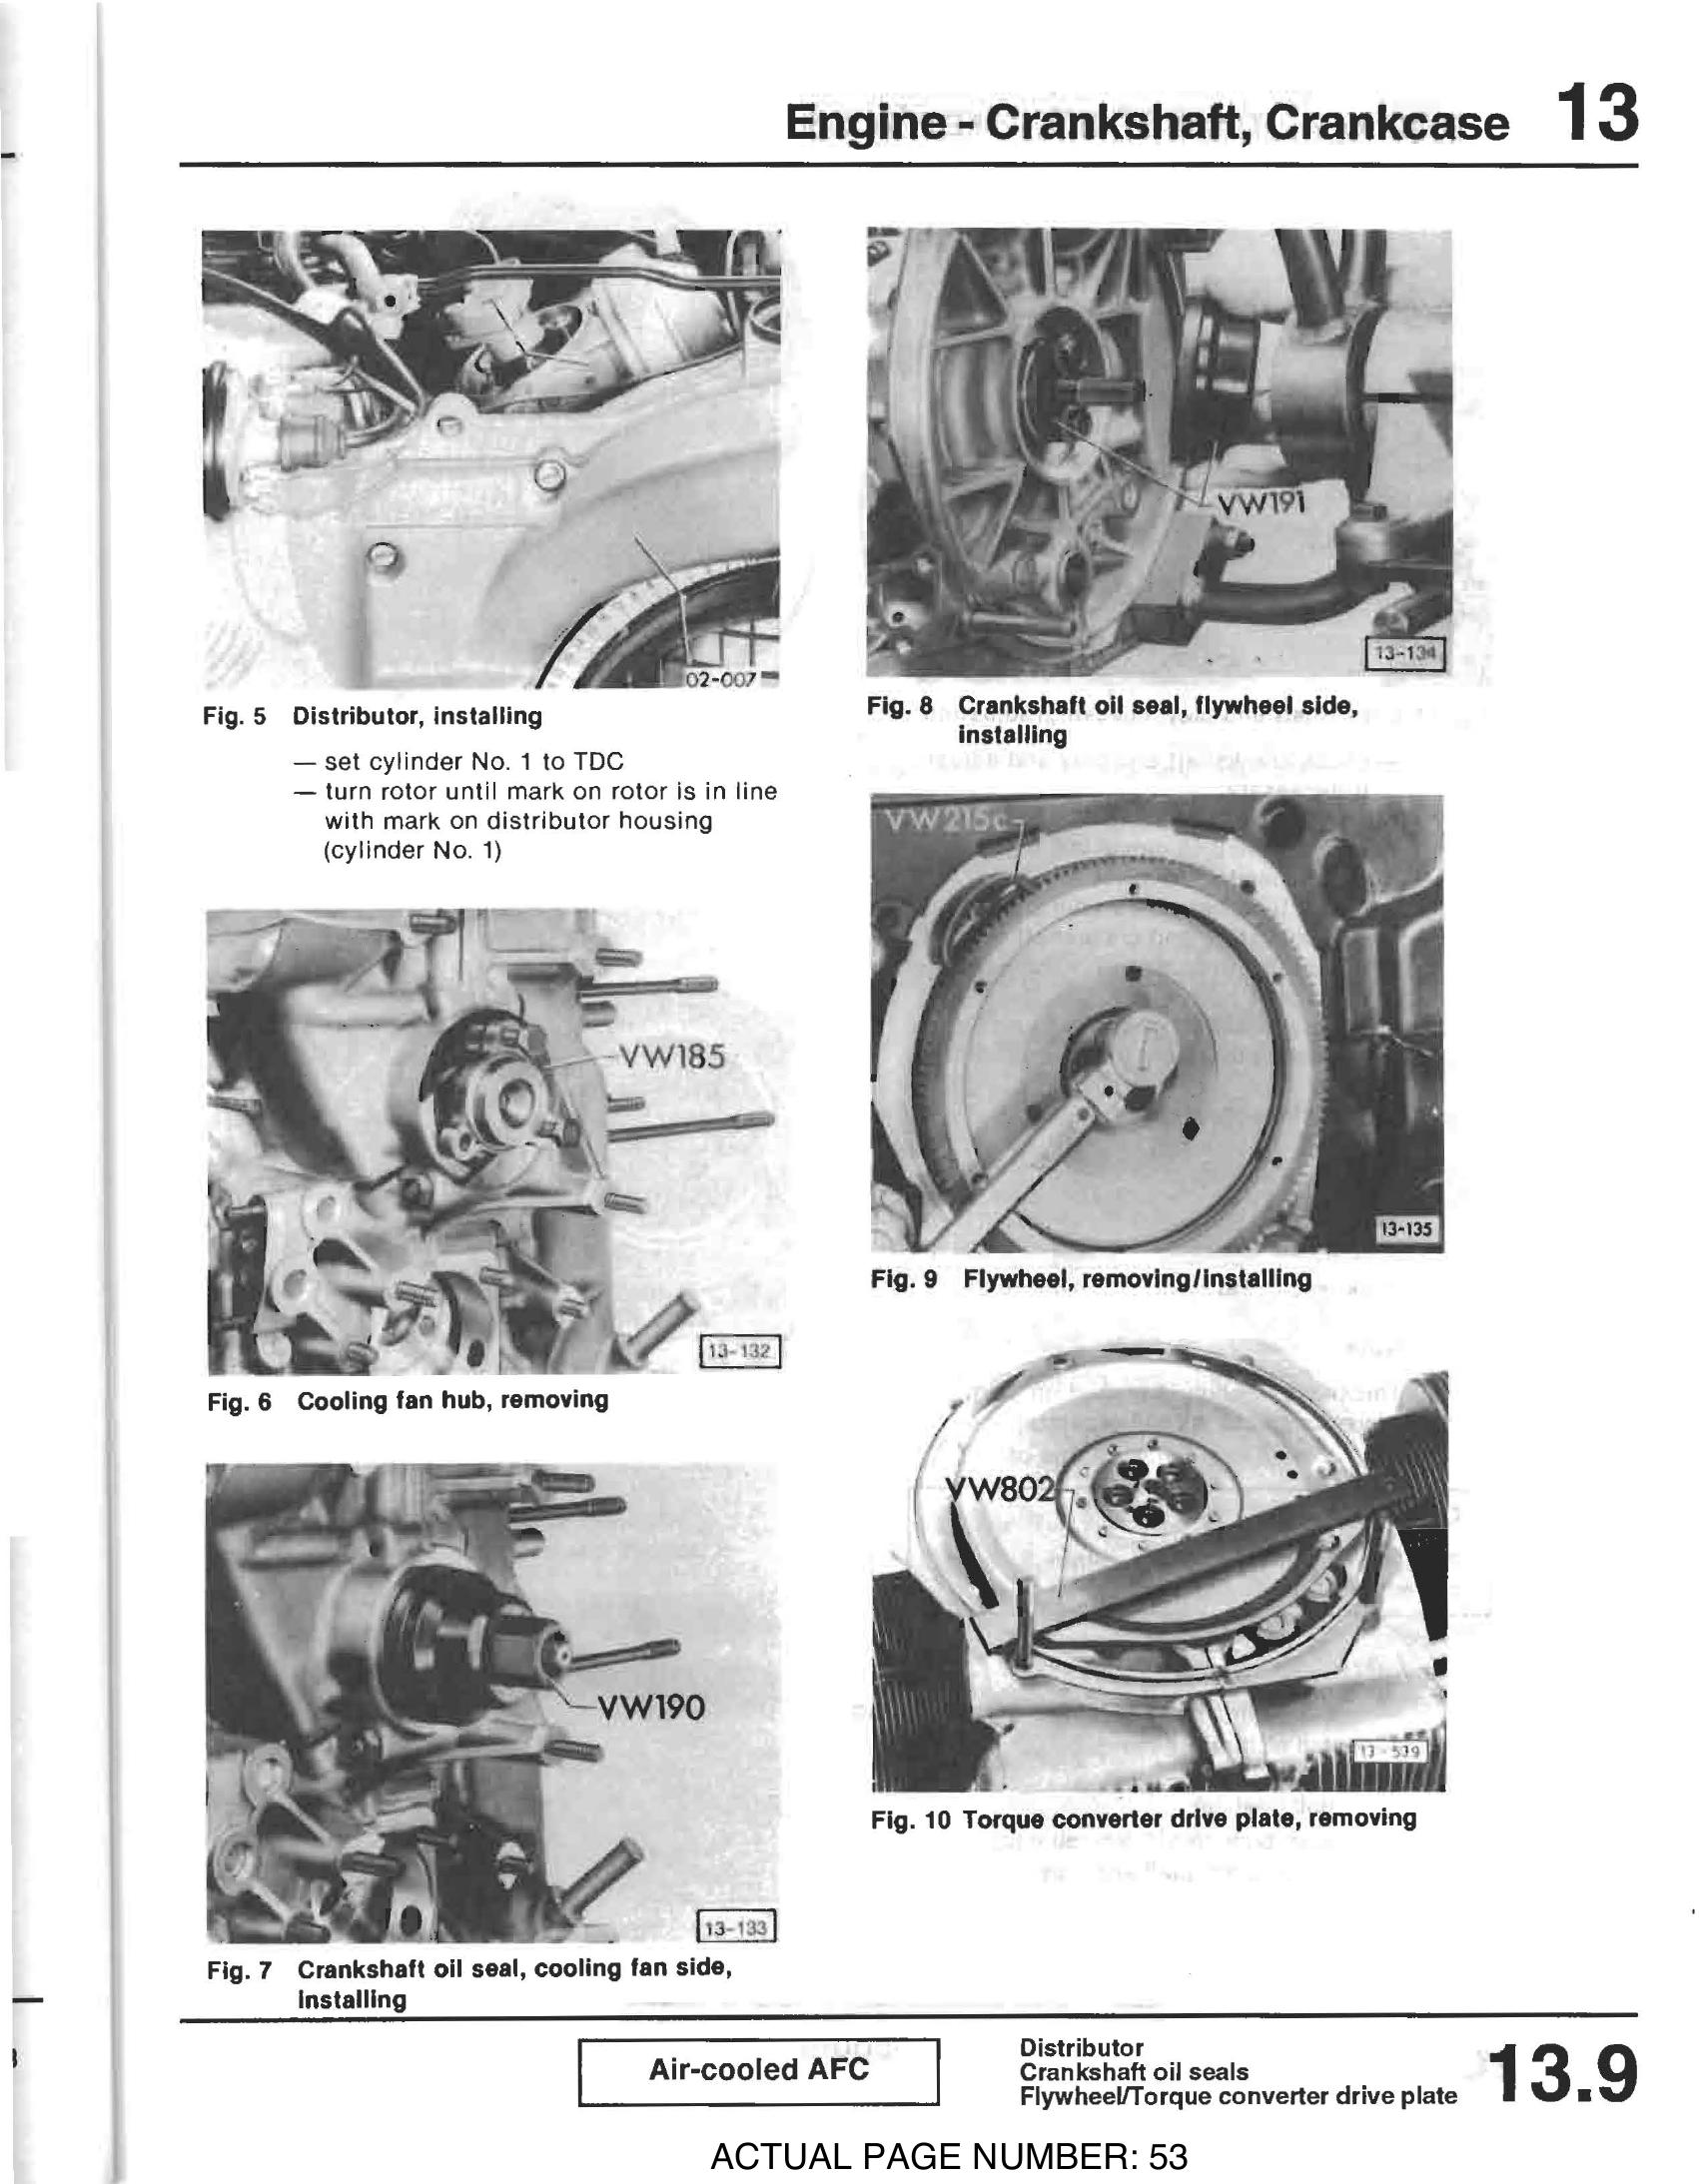 Engine - Crankshaft, Crankcase 13
02-007
Fig. 5 Distributor, installing
— set cylinder No. 1 to TDC
— turn rotor until mark on rotor is in line
with mark on distributor housing
(cylinder No. 1)
VW185
13-132
Fig. 6 Cooling fan hub, removing
VW190
13-133
Fig. 7 Crankshaft oil seal, cooling fan side,
installing
VW191
13-134
Fig. 8 Crankshaft oil seal, flywheel side,
installing
VW215c
13-135
Fig. 9 Flywheel, removing/installing
VW802
13-539
Fig. 10 Torque converter drive plate, removing
Air-cooled AFC
Distributor
Crankshaft oil seals
Flywheel/Torque converter drive plate
13.9
ACTUAL PAGE NUMBER: 53